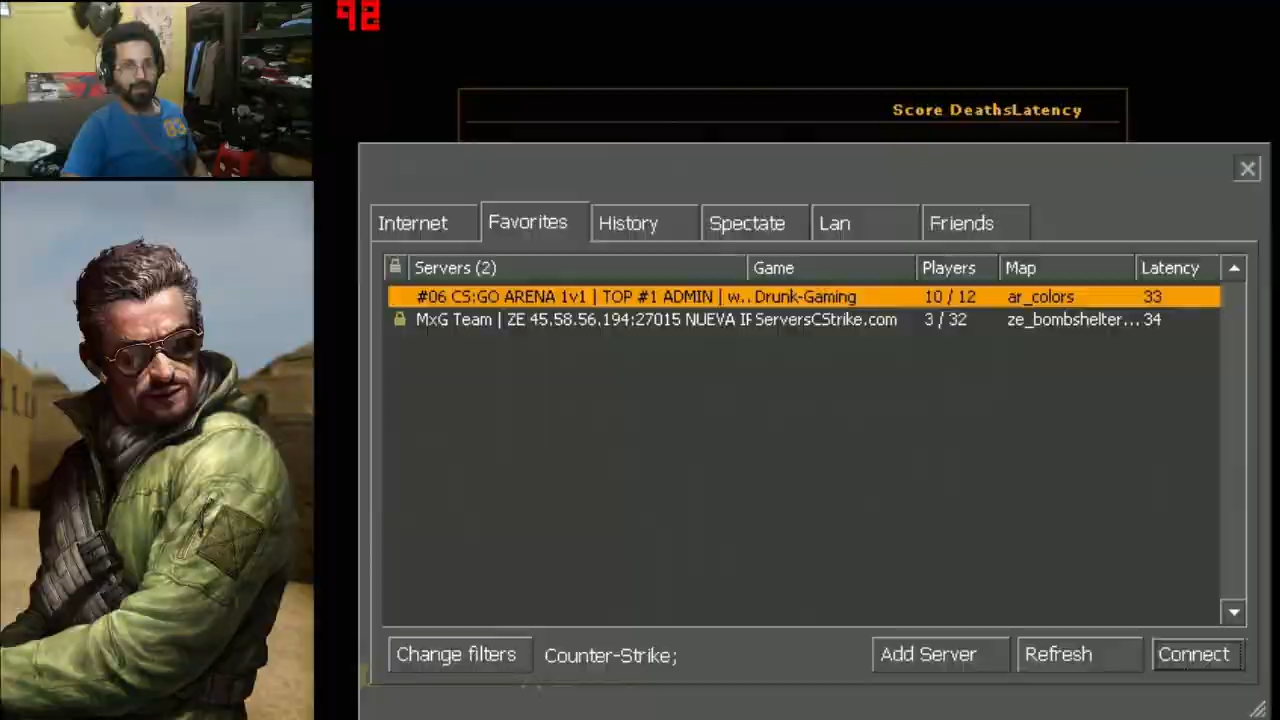 92
Score DeathsLatency
Internet Favorites History Spectate Lan Friends
Servers (2) Game Players Map Latency
#06 CS:GO ARENA 1v1 | TOP #1 ADMIN | w... Drunk-Gaming 10 / 12 ar_colors 33
MxG Team | ZE 45.58.56.194:27015 NUEVA IF ServersCStrike.com 3 / 32 ze_bombshelter... 34
Change filters Counter-Strike; Add Server Refresh Connect